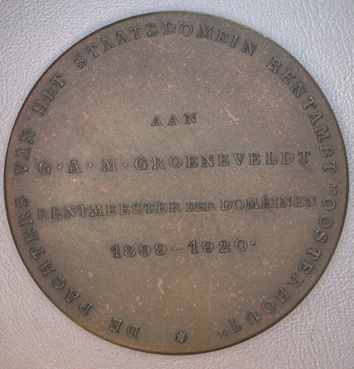 DE PACHTERS VAN HET STAATSDOMEIN RENTAMBT "OOSTERHOUT"
AAN
G·A·M·GROENEVELDT
RENTMEESTER DER DOMEINEN
1899-1920·